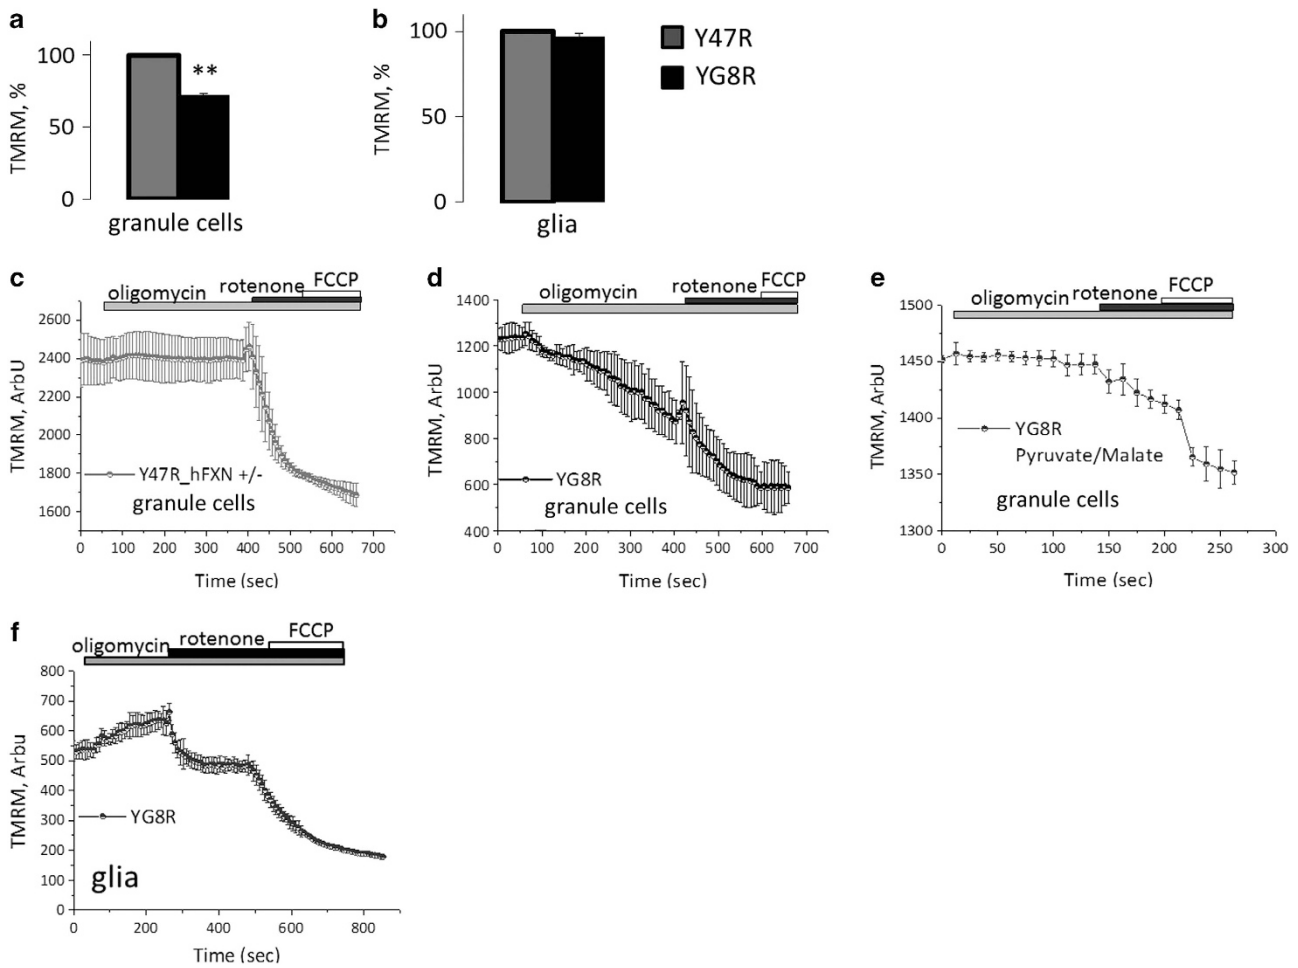 a
TMRM, %
100
50
0
**
granule cells
b
TMRM, %
100
50
0
glia
Y47R
YG8R
c
oligomycin
rotenone
FCCP
TMRM, ArbU
2600
2400
2200
2000
1800
1600
Y47R_hFXN +/-
granule cells
0 100 200 300 400 500 600 700
Time (sec)
d
oligomycin
rotenone
FCCP
TMRM, ArbU
1400
1200
1000
800
600
400
YG8R
granule cells
0 100 200 300 400 500 600 700
Time (sec)
e
oligomycin
rotenone
FCCP
TMRM, ArbU
1500
1450
1400
1350
1300
YG8R
Pyruvate/Malate
granule cells
0 50 100 150 200 250 300
Time (sec)
f
oligomycin
rotenone
FCCP
TMRM, Arbu
800
700
600
500
400
300
200
100
0
YG8R
glia
0 200 400 600 800
Time (sec)